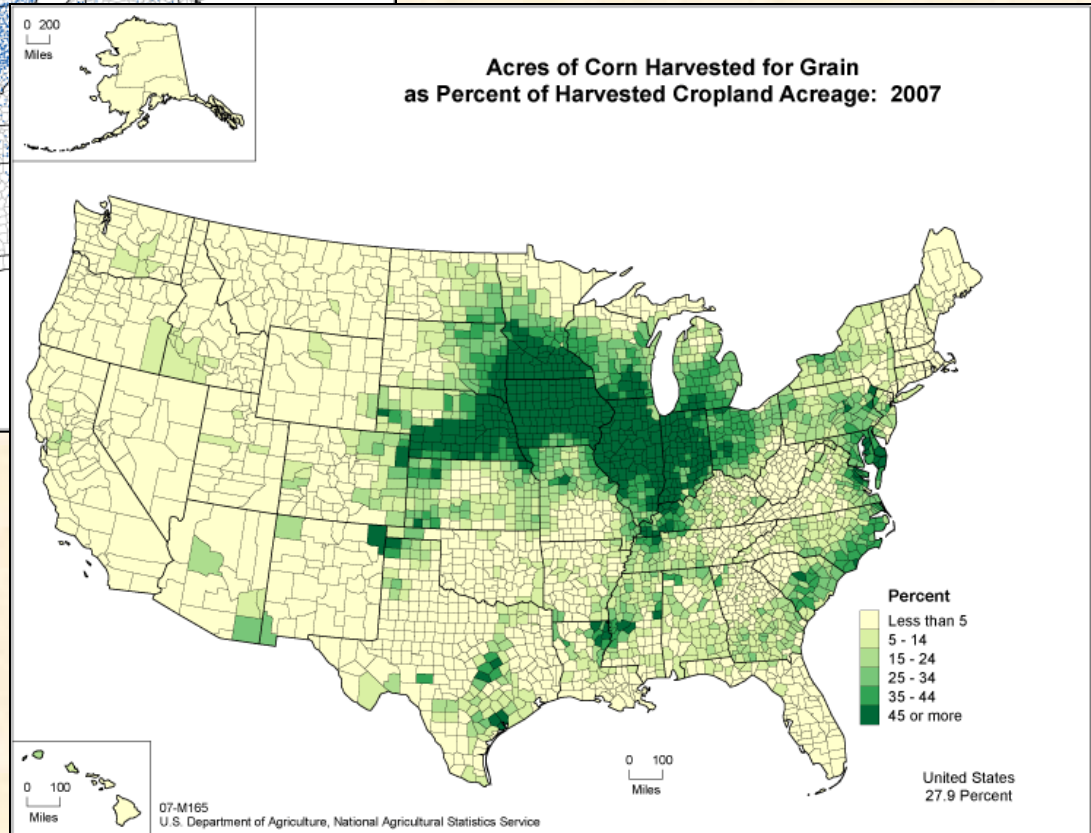 0 200
Miles
Acres of Corn Harvested for Grain
as Percent of Harvested Cropland Acreage: 2007
Percent
Less than 5
5 - 14
15 - 24
25 - 34
35 - 44
45 or more
0 100
Miles
0 100
Miles
United States
27.9 Percent
07-M165
U.S. Department of Agriculture, National Agricultural Statistics Service